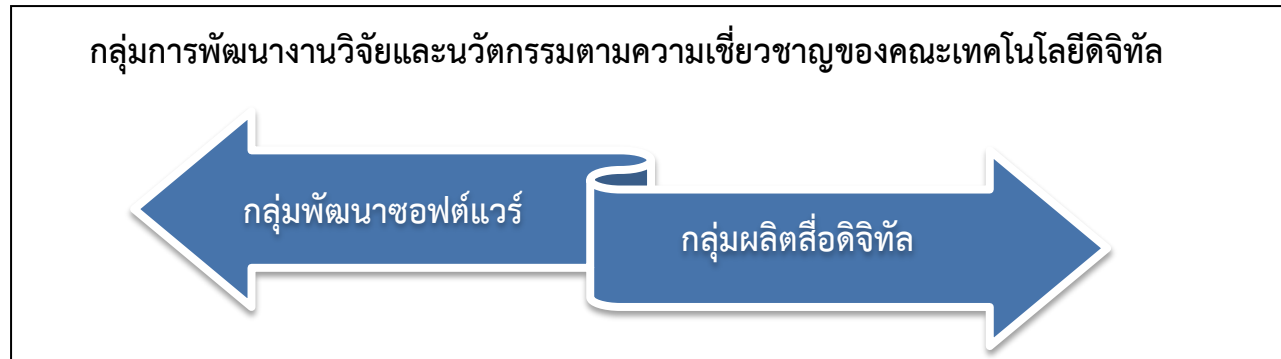 กลุ่มการพัฒนางานวิจัยและนวัตกรรมตามความเชี่ยวชาญของคณะเทคโนโลยีดิจิทัล
กลุ่มพัฒนาซอฟต์แวร์
กลุ่มผลิตสื่อดิจิทัล